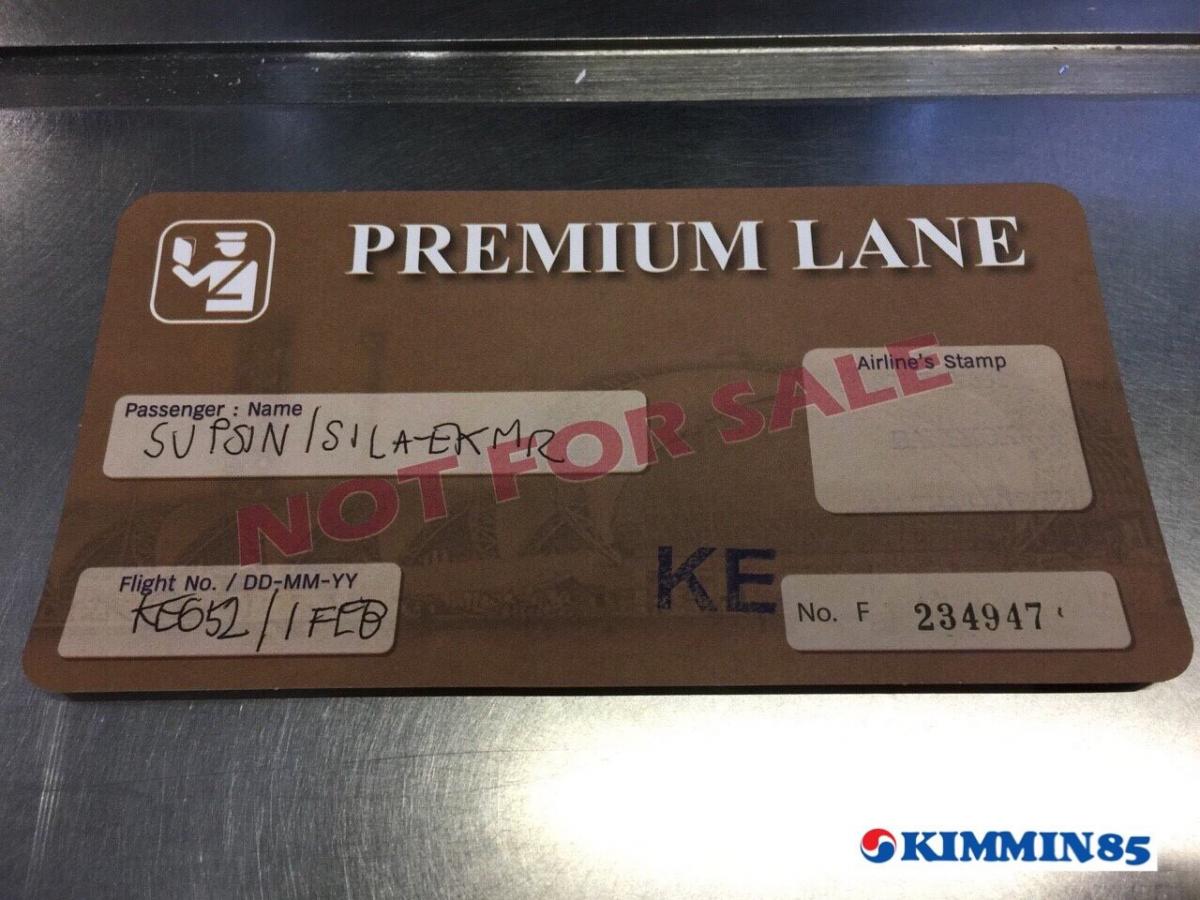 PREMIUM LANE
Airline's Stamp
Passenger : Name
SUPSIN/SILA-EKMR
NOT FOR SALE
Flight No. / DD-MM-YY
KE652/1FEB
KE
No. F 234947
KIMMIN85